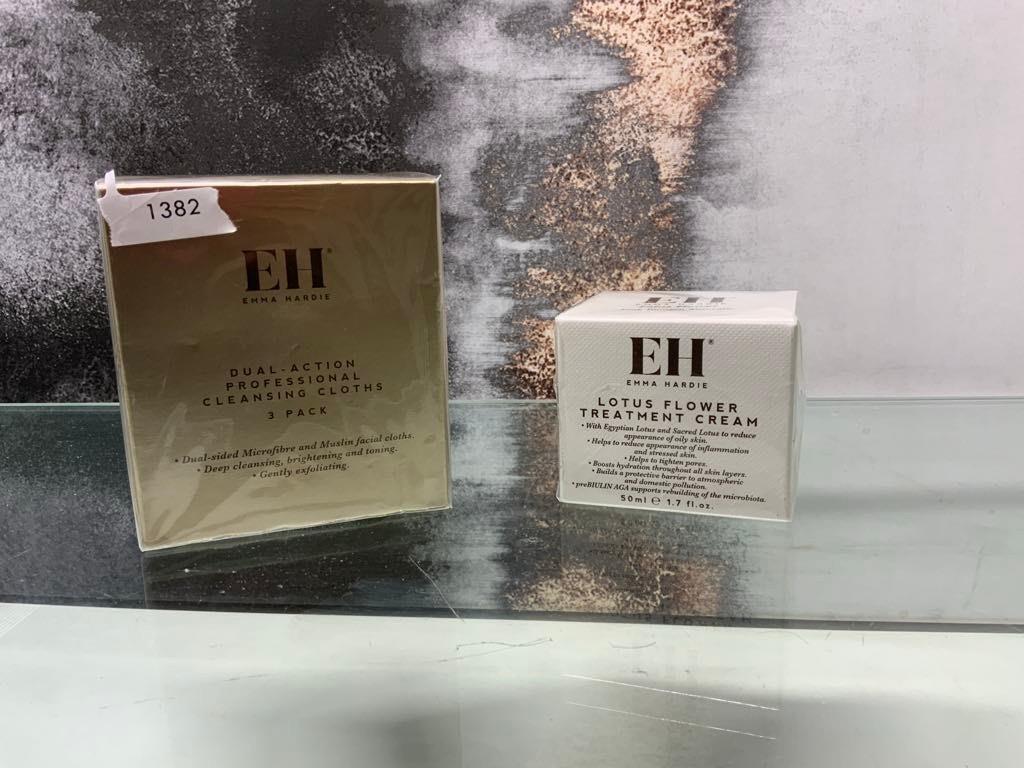 1382
EH®
EMMA HARDIE
DUAL-ACTION
PROFESSIONAL
CLEANSING CLOTHS
3 PACK
• Dual-sided Microfibre and Muslin facial cloths.
• Deep cleansing, brightening and toning.
• Gently exfoliating.
EH
EH®
EMMA HARDIE
LOTUS FLOWER
TREATMENT CREAM
• With Egyptian Lotus and Sacred Lotus to reduce
appearance of oily skin.
• Helps to reduce appearance of inflammation
and stressed skin.
• Helps to tighten pores.
• Boosts hydration throughout all skin layers.
• Builds a protective barrier to atmospheric
and domestic pollution.
• preBIULIN AGA supports rebuilding of the microbiota.
50ml ℮ 1.7 fl.oz.